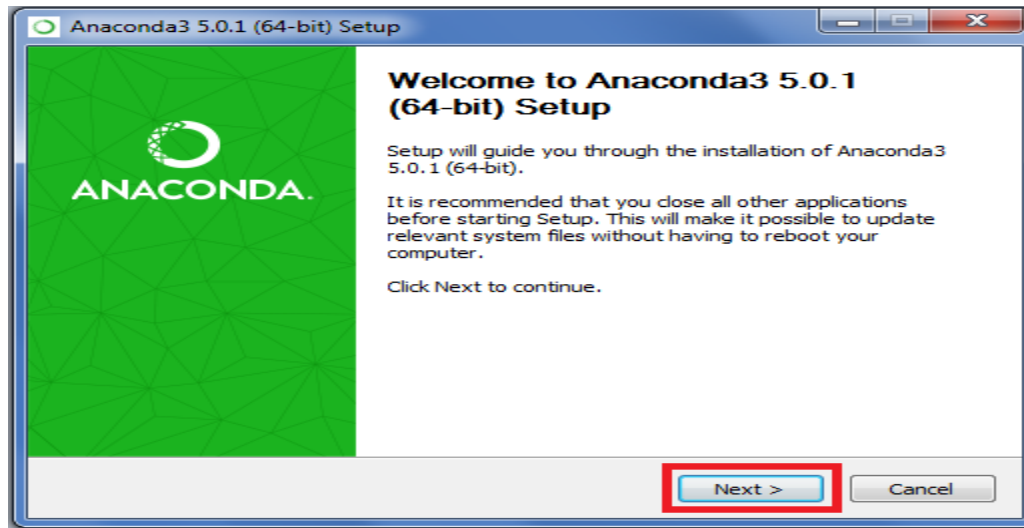 Anaconda3 5.0.1 (64-bit) Setup
ANACONDA.
Welcome to Anaconda3 5.0.1
(64-bit) Setup
Setup will guide you through the installation of Anaconda3
5.0.1 (64-bit).
It is recommended that you close all other applications
before starting Setup. This will make it possible to update
relevant system files without having to reboot your
computer.
Click Next to continue.
Next >
Cancel